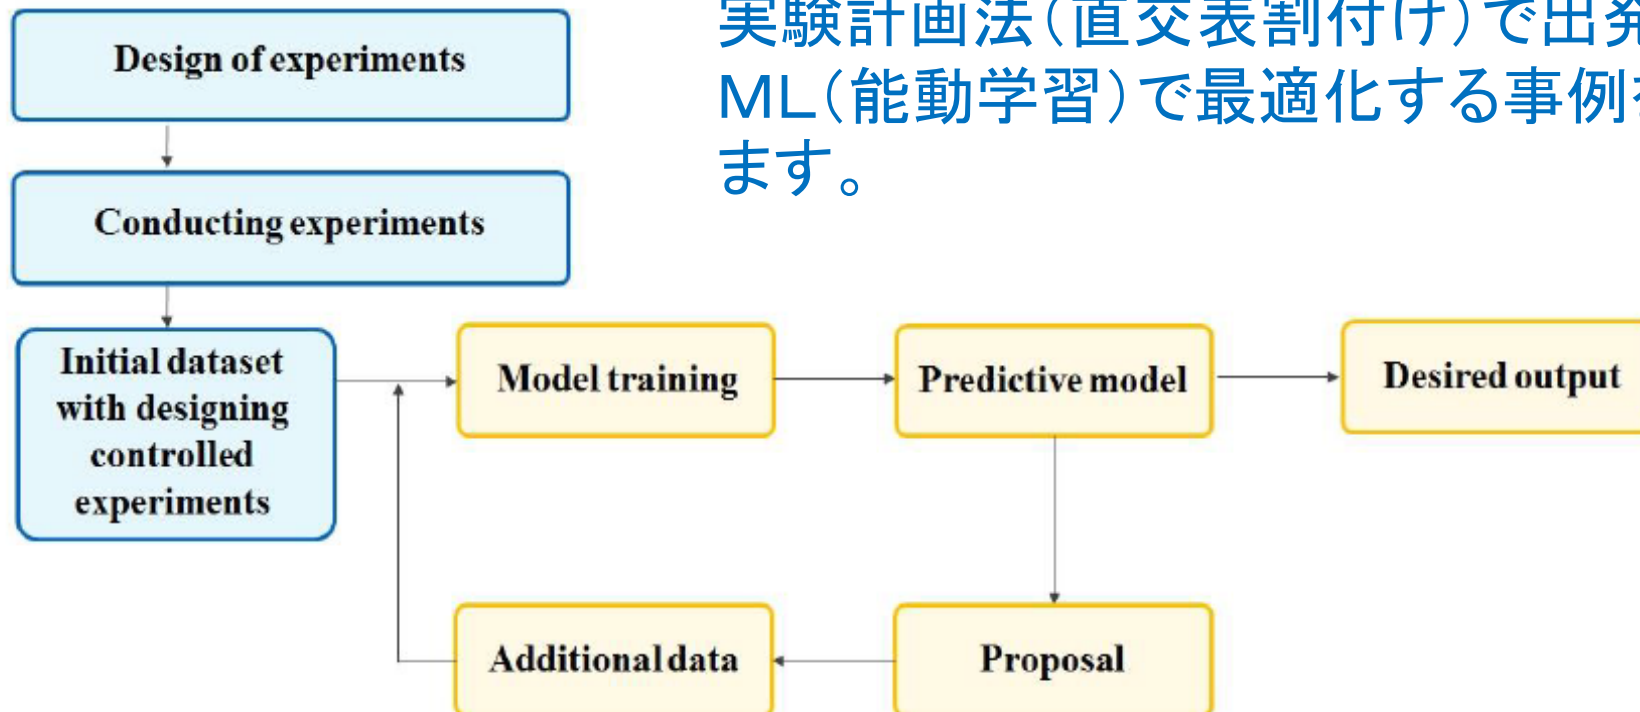 実験計画法（直交表割付け）で出発
ＭＬ（能動学習）で最適化する事例
ます。
Design of experiments
Conducting experiments
Initial dataset
with designing
controlled
experiments
Model training
Predictive model
Desired output
Additional data
Proposal